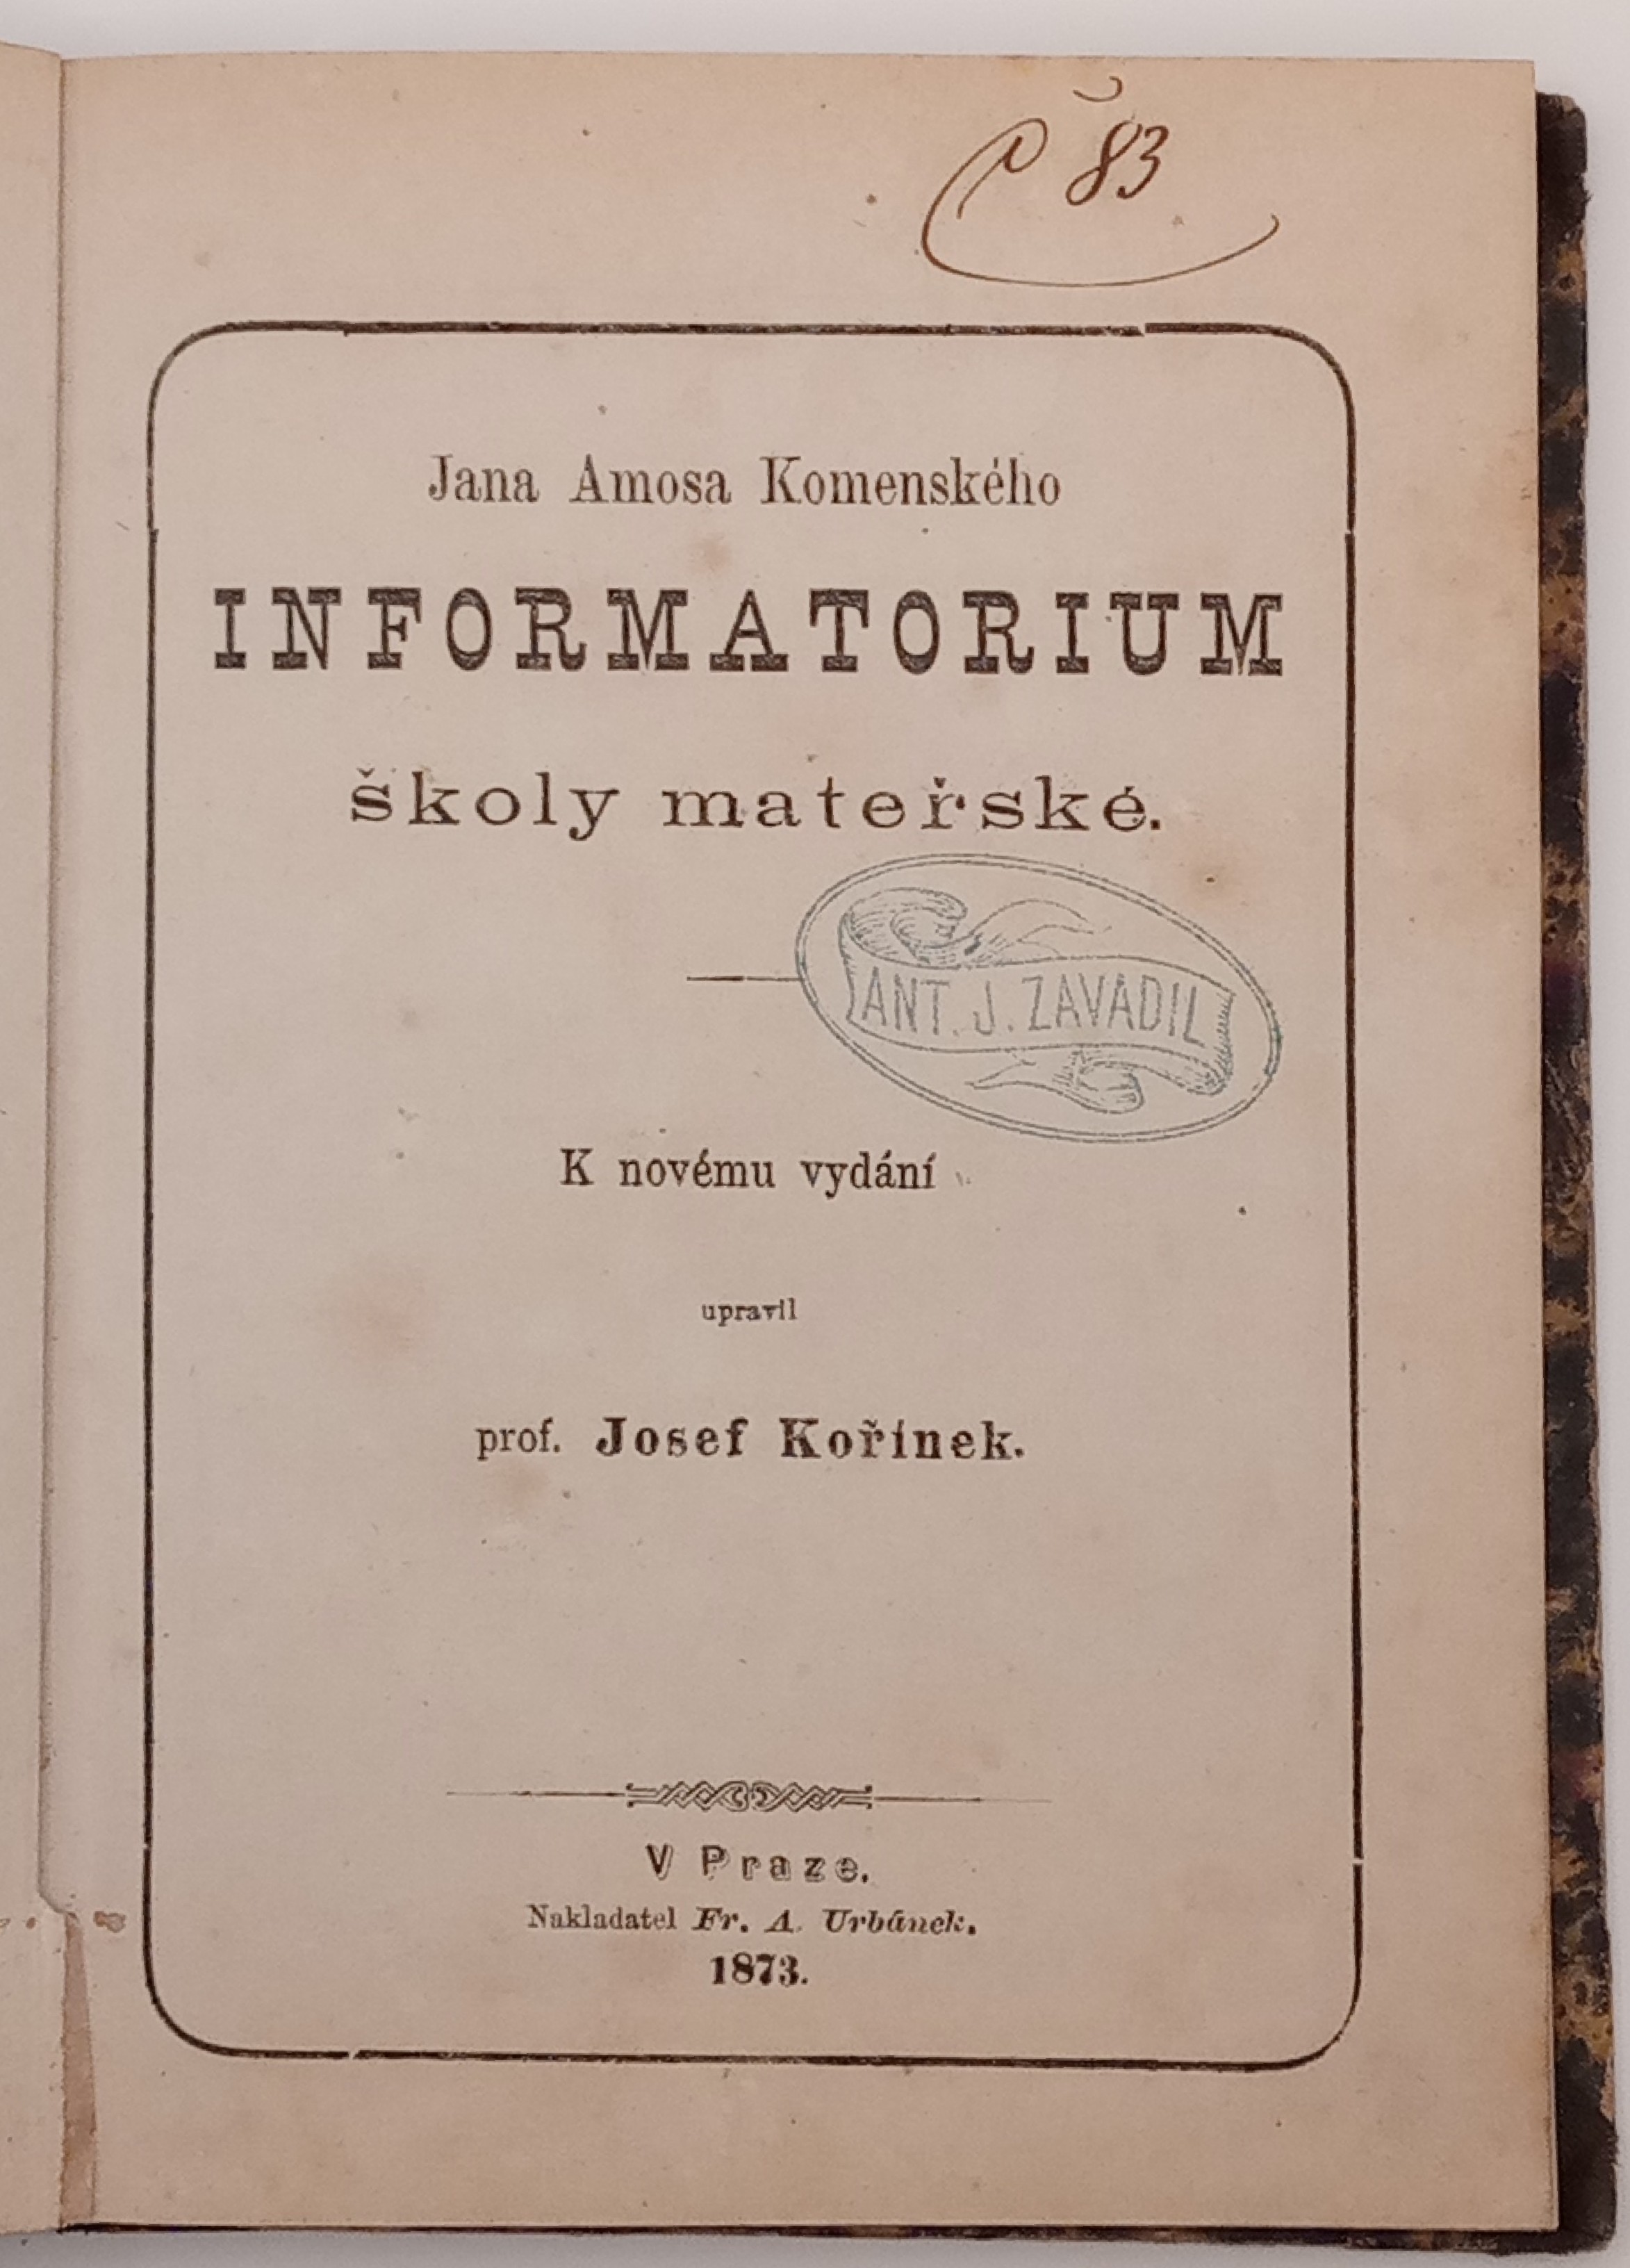 Č 83
Jana Amosa Komenského
INFORMATORIUM
školy mateřské.
ANT. J. ZAVADIL
K novému vydání
upravil
prof. Josef Kořínek.
V Praze.
Nakladatel Fr. A. Urbánek.
1873.